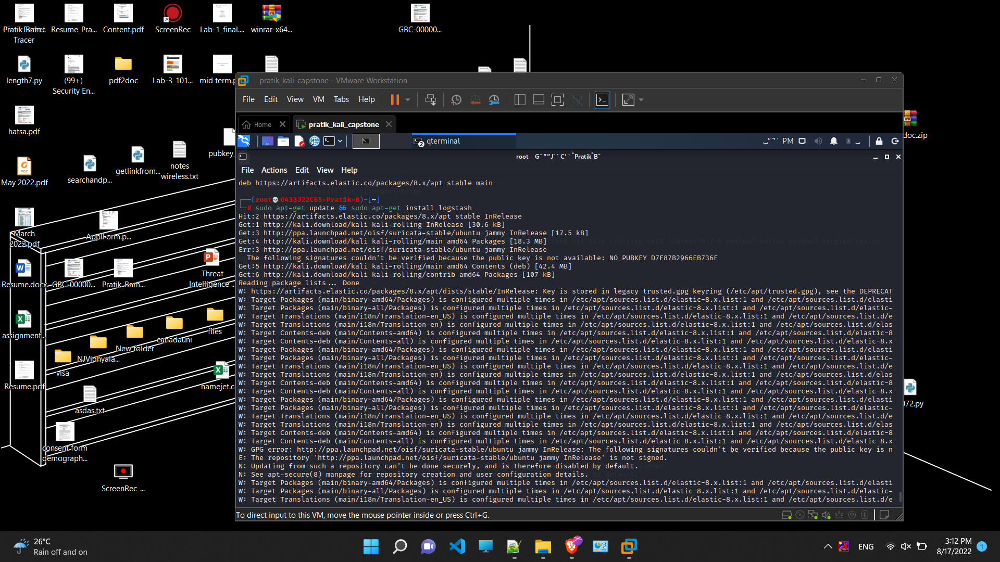 Resume_Pra...
Content.pdf
ScreenRec
Lab-1_final....
winrar-x64...
GBC-00000...
Tracer
length7.py
(99+)
Security En...
pdf2doc
Lab-3_101...
mid term.p
hatsa.pdf
pubkey_
May 2022.pdf
searchandp...
getlinkfrom...
notes
wireless.txt
March
2022.pdf
ApplForm.p...
Resume.docx
GBC-00000...
Pratik_Bam...
Threat
Intelligence ...
assignment...
visa
NJVidhyala...
New folder
canadauni
files
Resume.pdf
namejet.c
asdas.txt
consent form
demograph...
ScreenRec_...
doc.zip
072.py
pratik_kali_capstone - VMware Workstation
File Edit View VM Tabs Help
Home
pratik_kali_capstone
2 qterminal
PM
root
Pratik
File Actions Edit View Help
deb https://artifacts.elastic.co/packages/8.x/apt stable main
(root💀G433J22C65-Pratik-B)-[~]
# sudo apt-get update && sudo apt-get install logstash
Hit:2 https://artifacts.elastic.co/packages/8.x/apt stable InRelease
Get:1 http://kali.download/kali kali-rolling InRelease [30.6 kB]
Get:3 http://ppa.launchpad.net/oisf/suricata-stable/ubuntu jammy InRelease [17.5 kB]
Get:4 http://kali.download/kali kali-rolling/main amd64 Packages [18.3 MB]
Err:3 http://ppa.launchpad.net/oisf/suricata-stable/ubuntu jammy InRelease
The following signatures couldn't be verified because the public key is not available: NO_PUBKEY D7F87B2966EB736F
Get:5 http://kali.download/kali kali-rolling/main amd64 Contents (deb) [42.4 MB]
Get:6 http://kali.download/kali kali-rolling/contrib amd64 Packages [107 kB]
Reading package lists... Done
W: https://artifacts.elastic.co/packages/8.x/apt/dists/stable/InRelease: Key is stored in legacy trusted.gpg keyring (/etc/apt/trusted.gpg), see the DEPRECAT
W: Target Packages (main/binary-amd64/Packages) is configured multiple times in /etc/apt/sources.list.d/elastic-8.x.list:1 and /etc/apt/sources.list.d/elasti
W: Target Packages (main/binary-all/Packages) is configured multiple times in /etc/apt/sources.list.d/elastic-8.x.list:1 and /etc/apt/sources.list.d/elastic-
W: Target Translations (main/i18n/Translation-en_US) is configured multiple times in /etc/apt/sources.list.d/elastic-8.x.list:1 and /etc/apt/sources.list.d/e
W: Target Translations (main/i18n/Translation-en) is configured multiple times in /etc/apt/sources.list.d/elastic-8.x.list:1 and /etc/apt/sources.list.d/elas
W: Target Contents-deb (main/Contents-amd64) is configured multiple times in /etc/apt/sources.list.d/elastic-8.x.list:1 and /etc/apt/sources.list.d/elastic-8
W: Target Contents-deb (main/Contents-all) is configured multiple times in /etc/apt/sources.list.d/elastic-8.x.list:1 and /etc/apt/sources.list.d/elastic-8.x
W: Target Packages (main/binary-amd64/Packages) is configured multiple times in /etc/apt/sources.list.d/elastic-8.x.list:1 and /etc/apt/sources.list.d/elasti
W: Target Packages (main/binary-all/Packages) is configured multiple times in /etc/apt/sources.list.d/elastic-8.x.list:1 and /etc/apt/sources.list.d/elastic-
W: Target Translations (main/i18n/Translation-en_US) is configured multiple times in /etc/apt/sources.list.d/elastic-8.x.list:1 and /etc/apt/sources.list.d/e
W: Target Translations (main/i18n/Translation-en) is configured multiple times in /etc/apt/sources.list.d/elastic-8.x.list:1 and /etc/apt/sources.list.d/elas
W: Target Contents-deb (main/Contents-amd64) is configured multiple times in /etc/apt/sources.list.d/elastic-8.x.list:1 and /etc/apt/sources.list.d/elastic-8
W: Target Contents-deb (main/Contents-all) is configured multiple times in /etc/apt/sources.list.d/elastic-8.x.list:1 and /etc/apt/sources.list.d/elastic-8.x
W: Target Packages (main/binary-amd64/Packages) is configured multiple times in /etc/apt/sources.list.d/elastic-8.x.list:1 and /etc/apt/sources.list.d/elasti
W: Target Packages (main/binary-all/Packages) is configured multiple times in /etc/apt/sources.list.d/elastic-8.x.list:1 and /etc/apt/sources.list.d/elastic-
W: Target Translations (main/i18n/Translation-en_US) is configured multiple times in /etc/apt/sources.list.d/elastic-8.x.list:1 and /etc/apt/sources.list.d/e
W: Target Translations (main/i18n/Translation-en) is configured multiple times in /etc/apt/sources.list.d/elastic-8.x.list:1 and /etc/apt/sources.list.d/elas
W: Target Contents-deb (main/Contents-amd64) is configured multiple times in /etc/apt/sources.list.d/elastic-8.x.list:1 and /etc/apt/sources.list.d/elastic-8
W: Target Contents-deb (main/Contents-all) is configured multiple times in /etc/apt/sources.list.d/elastic-8.x.list:1 and /etc/apt/sources.list.d/elastic-8.x
W: GPG error: http://ppa.launchpad.net/oisf/suricata-stable/ubuntu jammy InRelease: The following signatures couldn't be verified because the public key is n
E: The repository 'http://ppa.launchpad.net/oisf/suricata-stable/ubuntu jammy InRelease' is not signed.
N: Updating from such a repository can't be done securely, and is therefore disabled by default.
N: See apt-secure(8) manpage for repository creation and user configuration details.
W: Target Packages (main/binary-amd64/Packages) is configured multiple times in /etc/apt/sources.list.d/elastic-8.x.list:1 and /etc/apt/sources.list.d/elasti
W: Target Packages (main/binary-all/Packages) is configured multiple times in /etc/apt/sources.list.d/elastic-8.x.list:1 and /etc/apt/sources.list.d/elastic-
W: Target Translations (main/i18n/Translation-en_US) is configured multiple times in /etc/apt/sources.list.d/elastic-8.x.list:1 and /etc/apt/sources.list.d/e
To direct input to this VM, move the mouse pointer inside or press Ctrl+G.
26°C
Rain off and on
ENG
3:12 PM
8/17/2022
1